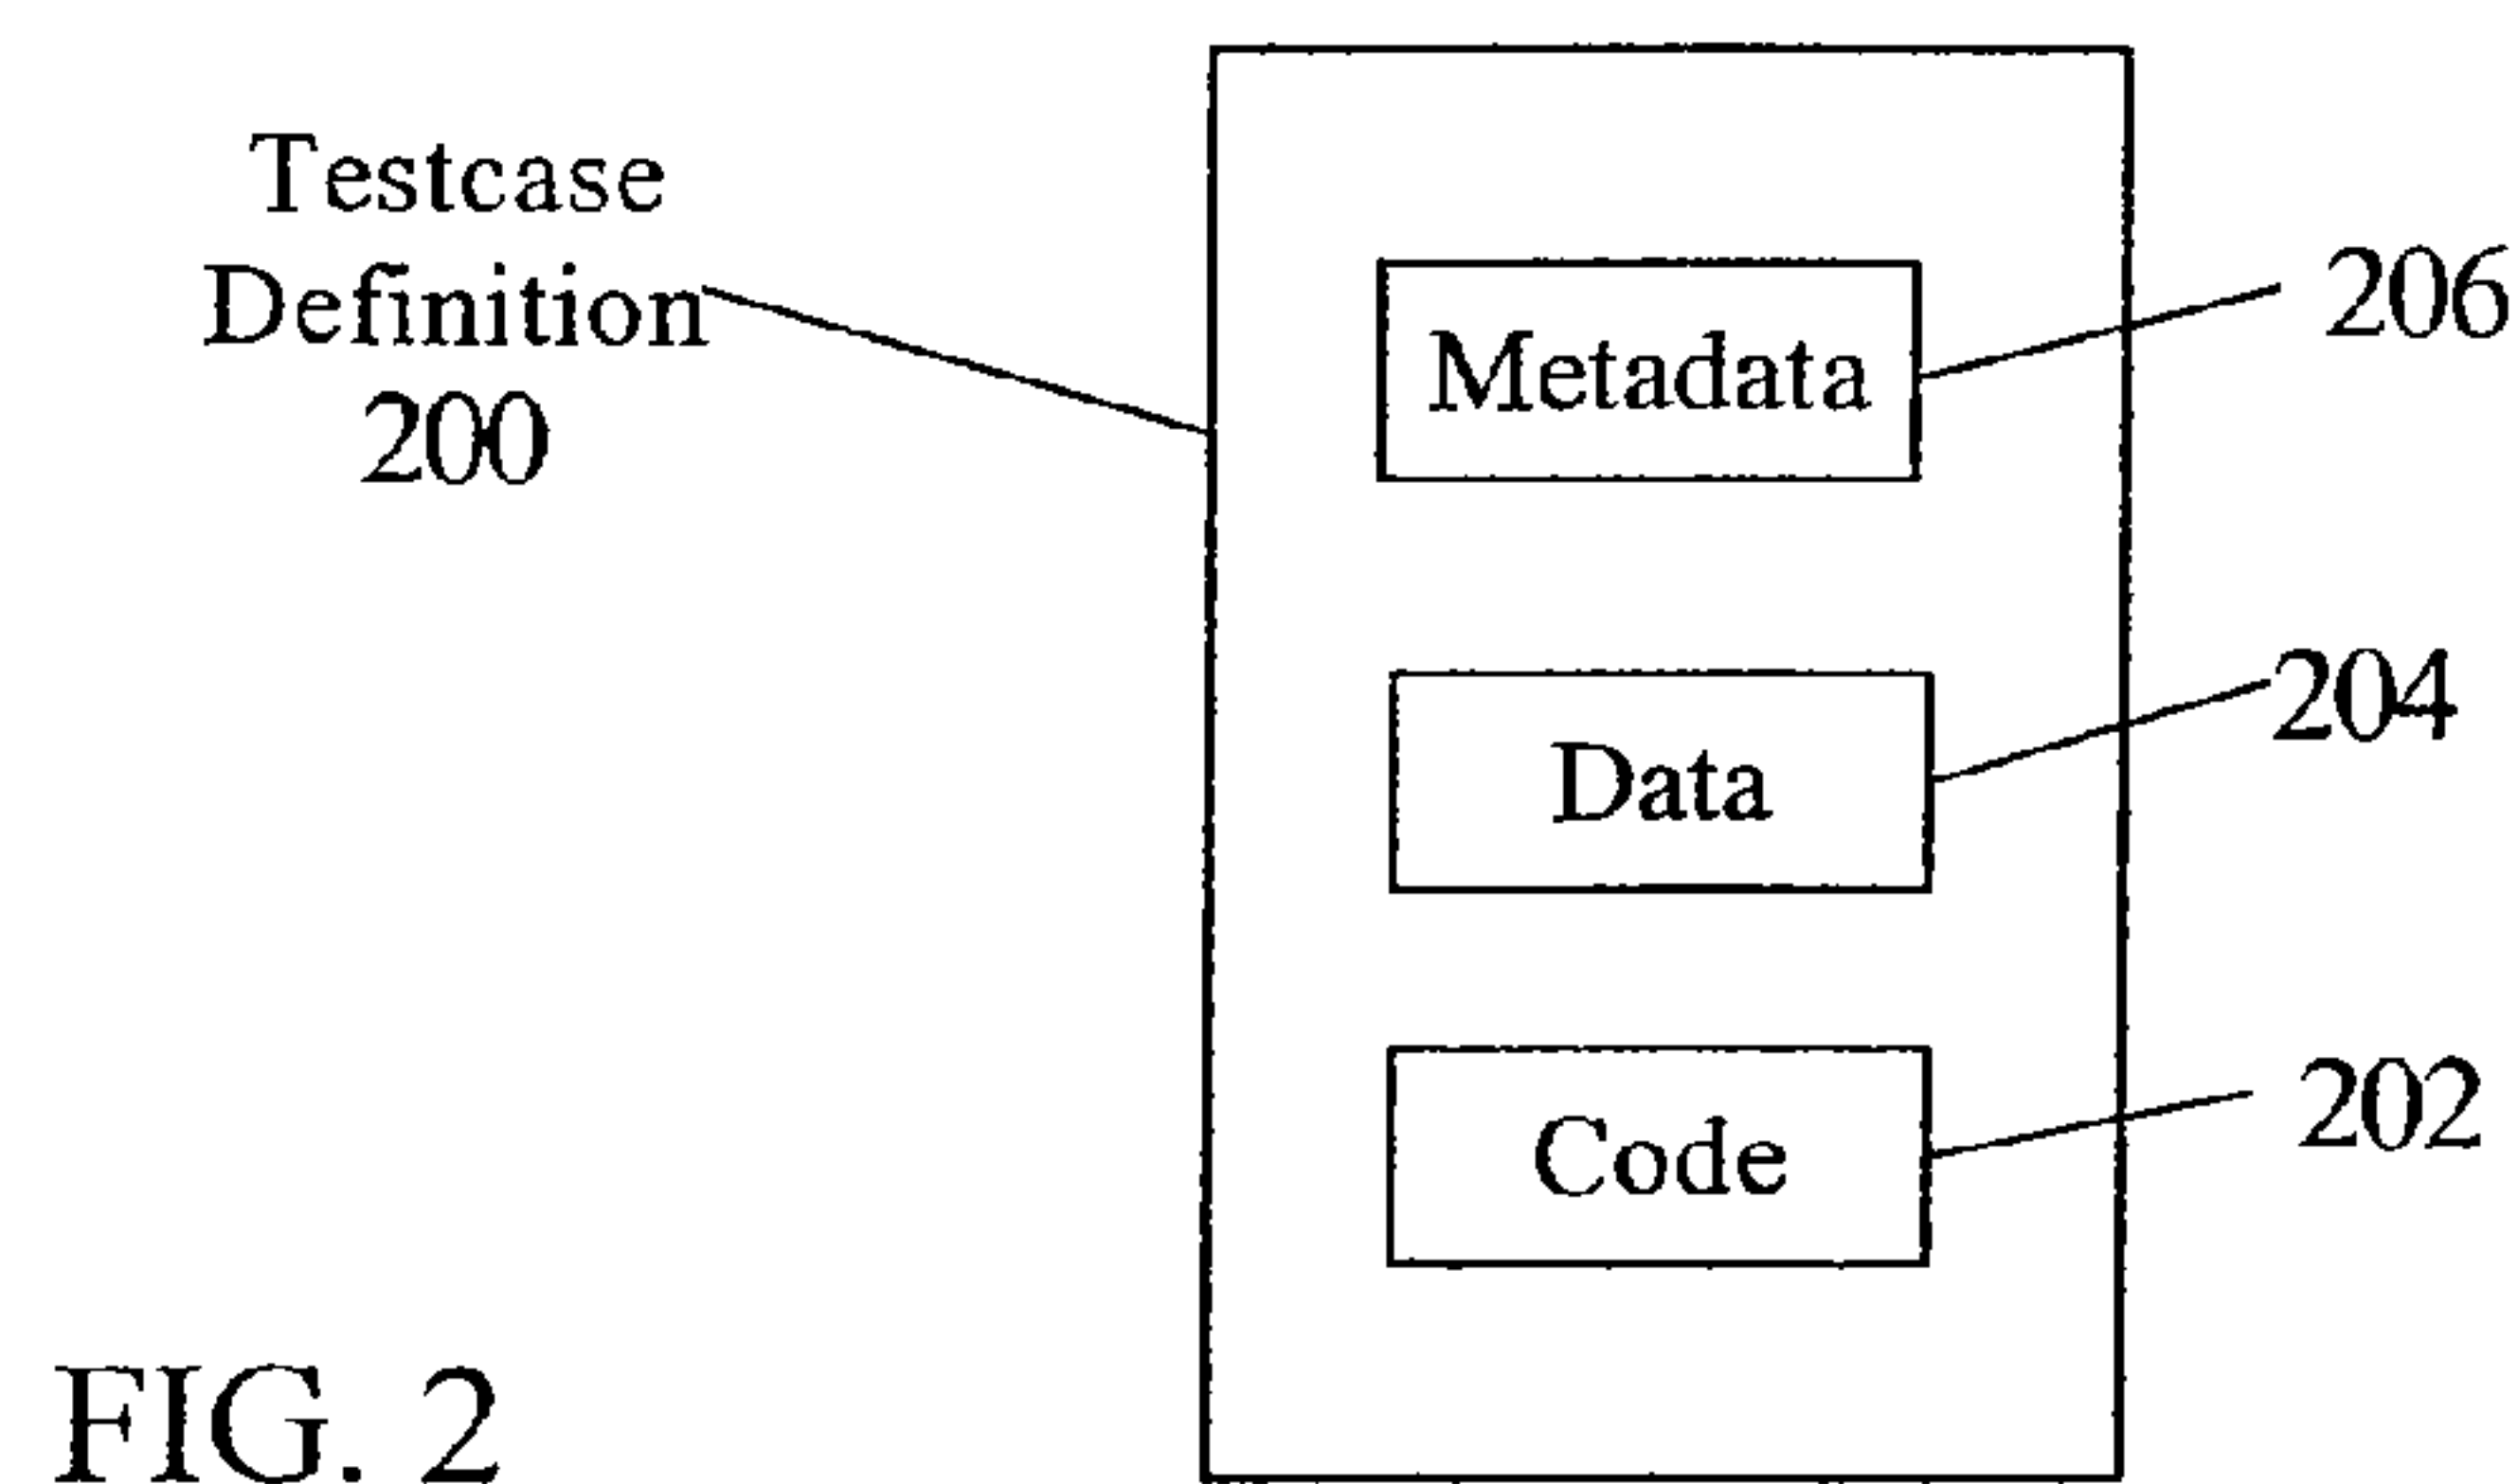 Testcase
Definition
200
Metadata
206
Data
204
Code
202
FIG. 2